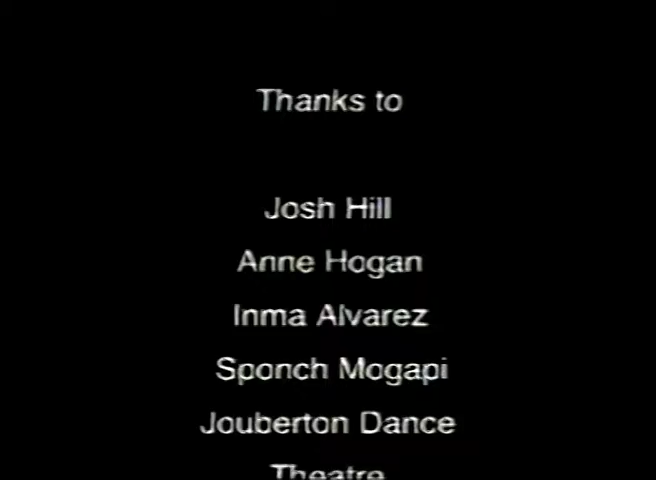 Thanks to
Josh Hill
Anne Hogan
Inma Alvarez
Sponch Mogapi
Jouberton Dance
Theatre